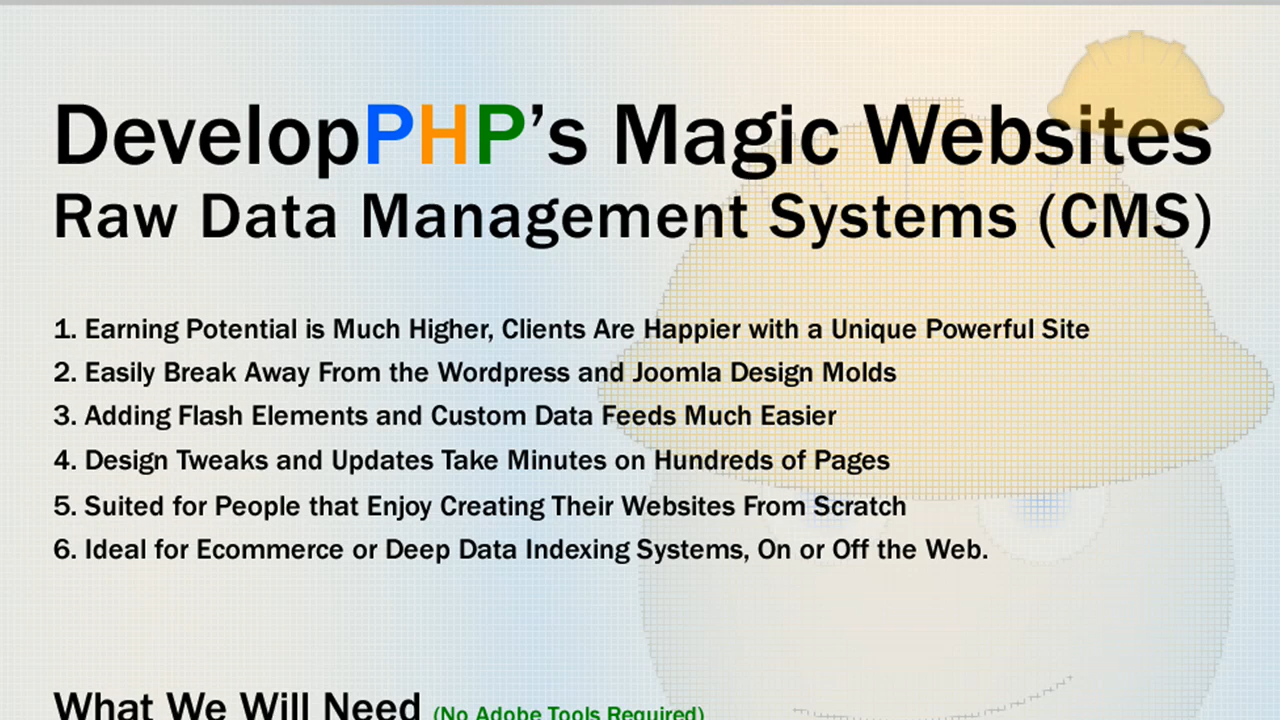 DevelopPHP’s Magic Websites
Raw Data Management Systems (CMS)
1. Earning Potential is Much Higher, Clients Are Happier with a Unique Powerful Site
2. Easily Break Away From the Wordpress and Joomla Design Molds
3. Adding Flash Elements and Custom Data Feeds Much Easier
4. Design Tweaks and Updates Take Minutes on Hundreds of Pages
5. Suited for People that Enjoy Creating Their Websites From Scratch
6. Ideal for Ecommerce or Deep Data Indexing Systems, On or Off the Web.
What We Will Need (No Adobe Tools Required)